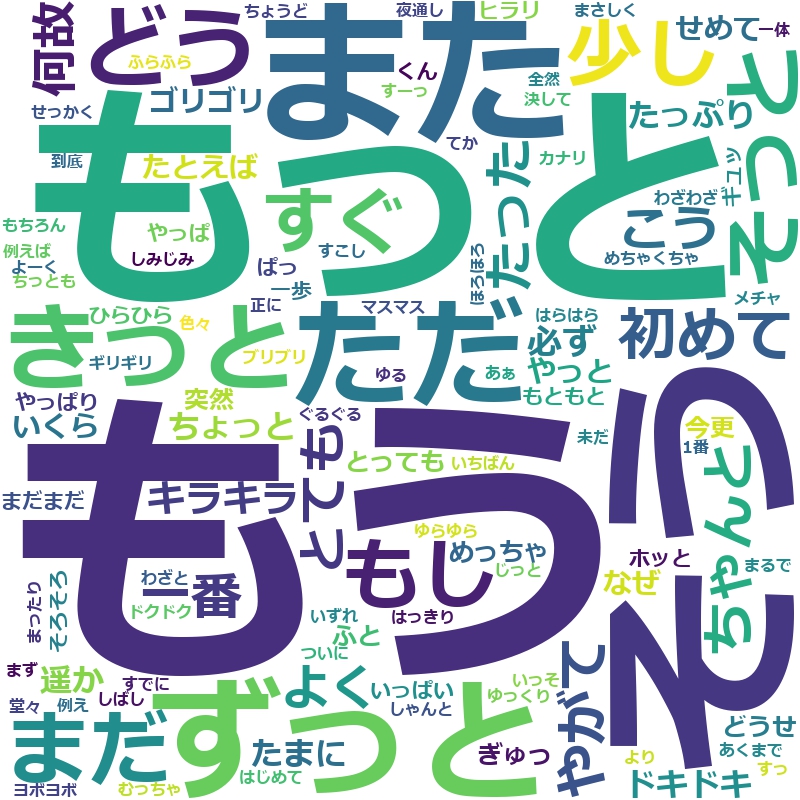 何故
どう
ちょうど
夜通し
ヒラリ
まさしく
せめて
一体
ふらふら
また
くん
すーっ
全然
決して
少し
せっかく
ゴリゴリ
たっぷり
てっそ
到底
もっと
たとえば
すぐ
てか
カナリ
たった
ギュッ
わざわざ
こう
もちろん
例えば
よーく
ちっとも
やっぱ
しみじみ
ぱっ
すこし
一歩
ほろほろ
めちゃくちゃ
正に
マスマス
メチャ
きっと
ひらひら
色々
ただ
はらはら
必ず
初めて
ギリギリ
ブリブリ
ゆる
あぁ
やっと
もともと
やっぱり
突然
ぐるぐる
いくら
ちょっと
未だ
今更
1番
もう
とても
とっても
いちばん
そう
ちゃんと
まだまだ
キラキラ
ゆらゆら
めっちゃ
もし
じっと
ホッと
なぜ
まるで
わざと
一番
ドクドク
まったり
そろそろ
いずれ
はっきり
ふと
ついに
まず
遥か
すでに
しばし
よく
いっぱい
しゃんと
いっそ
ゆっくり
やがて
堂々
例え
まだ
ずっと
たまに
はじめて
ぎゅっ
どうせ
あくまで
より
すっ
ドキドキ
ヨボヨボ
むっちゃ